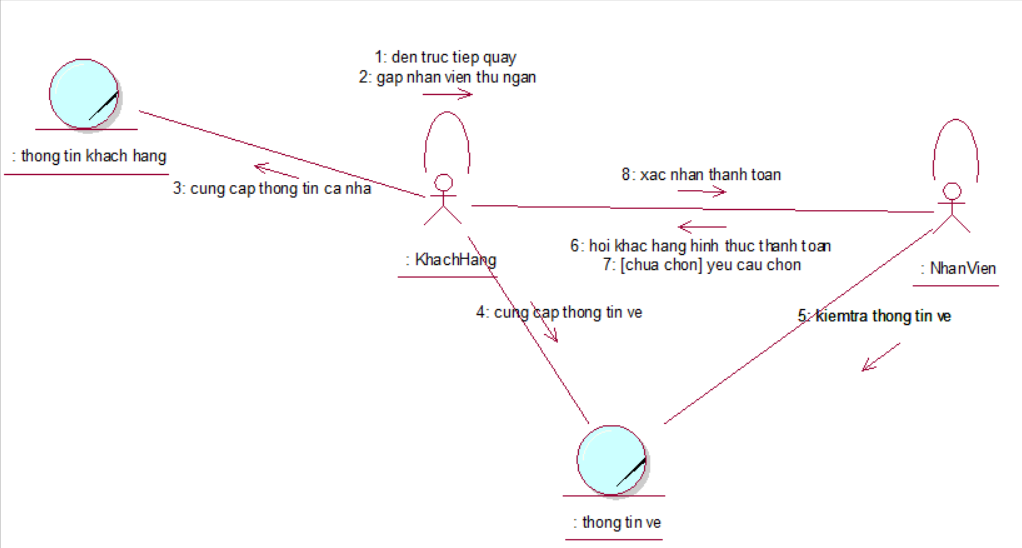 1: den truc tiep quay
2: gap nhan vien thu ngan
: thong tin khach hang
3: cung cap thong tin ca nha
8: xac nhan thanh toan
6: hoi khac hang hinh thuc thanh toan
7: [chua chon] yeu cau chon
: KhachHang
: NhanVien
4: cung cap thong tin ve
5: kiemtra thong tin ve
: thong tin ve